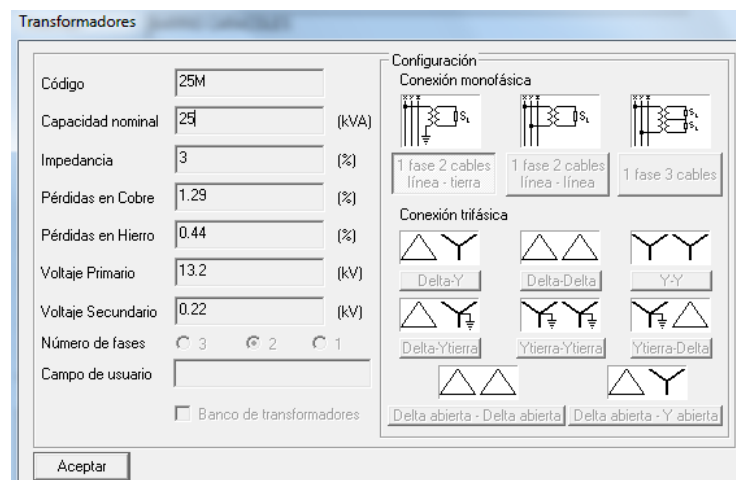 Transformadores
Código 25M
Capacidad nominal 25 (kVA)
Impedancia 3 (%)
Pérdidas en Cobre 1.29 (%)
Pérdidas en Hierro 0.44 (%)
Voltaje Primario 13.2 (kV)
Voltaje Secundario 0.22 (kV)
Número de fases 3 2 1
Campo de usuario
Banco de transformadores
Aceptar
Configuración
Conexión monofásica
X Y Z SL
X Y Z SL
X Y Z SL SL
1 fase 2 cables
línea - tierra
1 fase 2 cables
línea - línea
1 fase 3 cables
Conexión trifásica
Delta-Y Delta-Delta Y-Y
Delta-Ytierra Ytierra-Ytierra Ytierra-Delta
Delta abierta - Delta abierta Delta abierta - Y abierta